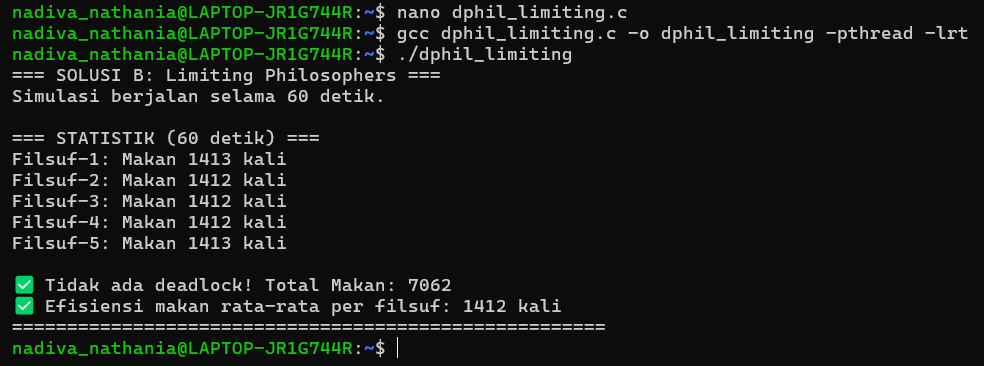 nadiva_nathania@LAPTOP-JR1G744R:~$ nano dphil_limiting.c
nadiva_nathania@LAPTOP-JR1G744R:~$ gcc dphil_limiting.c -o dphil_limiting -pthread -lrt
nadiva_nathania@LAPTOP-JR1G744R:~$ ./dphil_limiting
=== SOLUSI B: Limiting Philosophers ===
Simulasi berjalan selama 60 detik.
=== STATISTIK (60 detik) ===
Filsuf-1: Makan 1413 kali
Filsuf-2: Makan 1412 kali
Filsuf-3: Makan 1412 kali
Filsuf-4: Makan 1412 kali
Filsuf-5: Makan 1413 kali
✅ Tidak ada deadlock! Total Makan: 7062
✅ Efisiensi makan rata-rata per filsuf: 1412 kali
======================================================
nadiva_nathania@LAPTOP-JR1G744R:~$